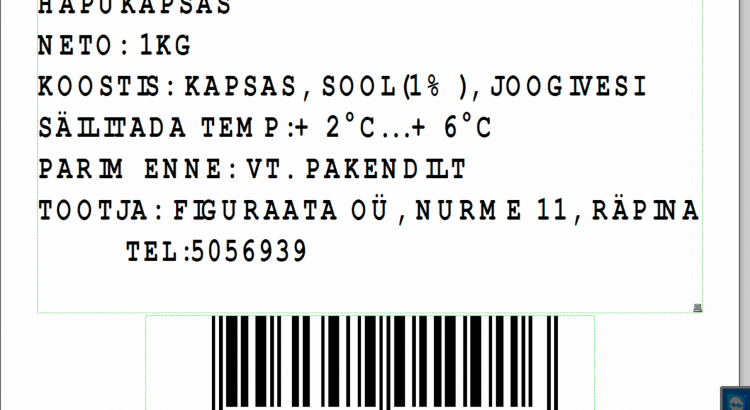 HAPUKAPSAS
NETO: 1KG
KOOSTIS: KAPSAS, SOOL(1% ), JOOGIVESI
SÄILITADA TEMP:+ 2°C...+ 6°C
PARIM ENNE: VT. PAKENDILT
TOOTJA: FIGURAATA OÜ, NURME 11, RÄPINA
TEL:5056939